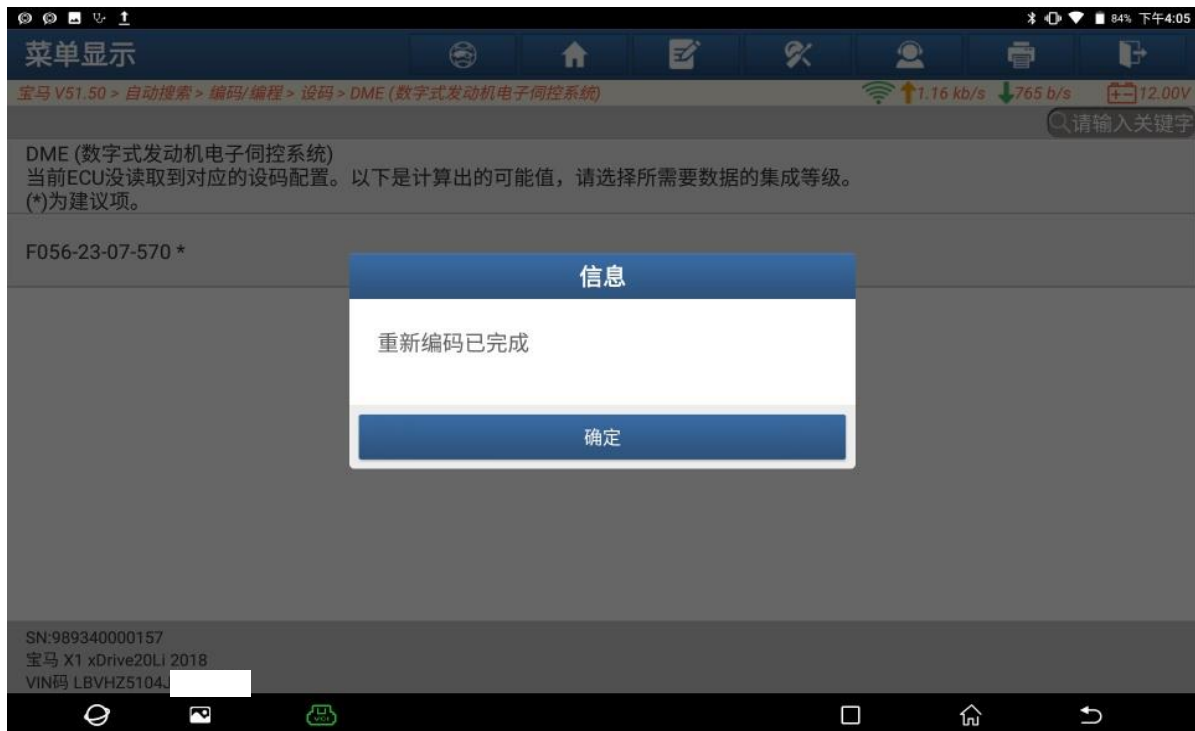 84% 下午4:05
菜单显示
宝马 V51.50 > 自动搜索 > 编码/编程 > 设码 > DME (数字式发动机电子伺控系统)
1.16 kb/s 765 b/s 12.00V
请输入关键字
DME (数字式发动机电子伺控系统)
当前ECU没读取到对应的设码配置。以下是计算出的可能值，请选择所需要数据的集成等级。
(*)为建议项。
F056-23-07-570 *
信息
重新编码已完成
确定
SN:989340000157
宝马 X1 xDrive20Li 2018
VIN码 LBVHZ5104J
VCI